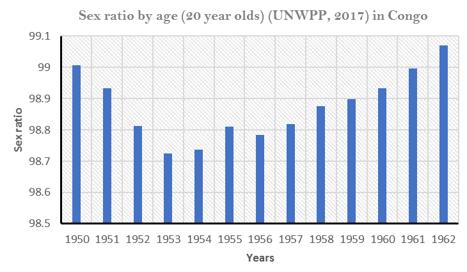 Sex ratio by age (20 year olds) (UNWPP, 2017) in Congo
99.1
99
98.9
98.8
98.7
98.6
98.5
Sex ratio
1950 1951 1952 1953 1954 1955 1956 1957 1958 1959 1960 1961 1962
Years